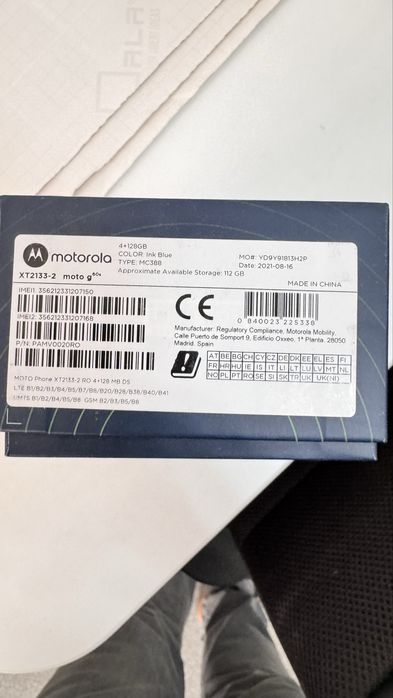 motorola
4+128GB
COLOR: Ink Blue
TYPE: MC388
Approximate Available Storage: 112 GB
MO#: YD9Y91813H2P
Date: 2021-08-16
MADE IN CHINA
XT2133-2 moto g60s
IMEI1: 356212331207150
IMEI2: 356212331207168
P/N: PAMV0020RO
CE
0 840023 225338
Manufacturer: Regulatory Compliance, Motorola Mobility,
Calle Puerto de Somport 9, Edificio Oxxeo, 1ª Planta, 28050
Madrid, Spain
AT BE BG CH CY CZ DE DK EE EL ES FI
FR HR HU IE IS IT LI LT LU LV MT NL
NO PL PT RO SE SI SK TR UK UK(NI)
MOTO Phone XT2133-2 RO 4+128 MB DS
LTE B1/B2/B3/B4/B5/B7/B8/B20/B28/B38/B40/B41
UMTS B1/B2/B4/B5/B8 GSM B2/B3/B5/B8